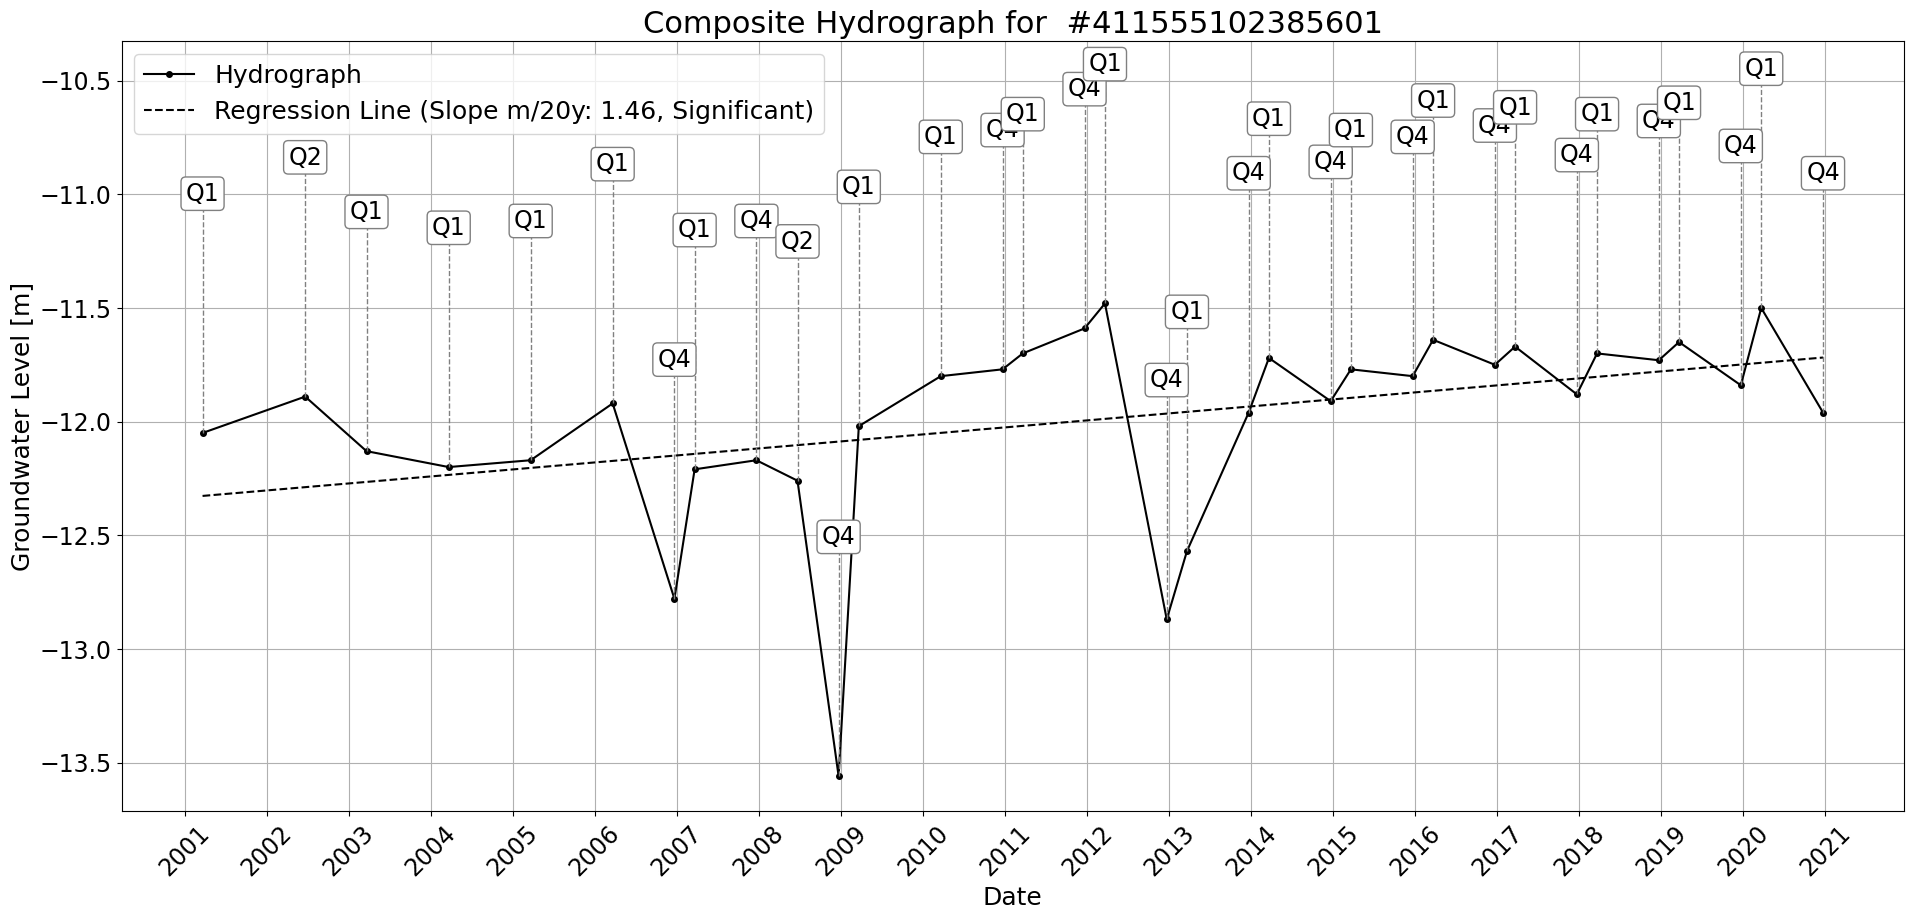 Composite Hydrograph for  #411555102385601
Hydrograph
Regression Line (Slope m/20y: 1.46, Significant)
Groundwater Level [m]
−10.5
−11.0
−11.5
−12.0
−12.5
−13.0
−13.5
Q1
Q2
Q1
Q1
Q1
Q1
Q4
Q1
Q4
Q2
Q4
Q1
Q1
Q4
Q1
Q4
Q1
Q4
Q1
Q4
Q1
Q4
Q1
Q4
Q1
Q4
Q1
Q4
Q1
Q4
Q1
Q4
Q1
Q4
2001
2002
2003
2004
2005
2006
2007
2008
2009
2010
2011
2012
2013
2014
2015
2016
2017
2018
2019
2020
2021
Date